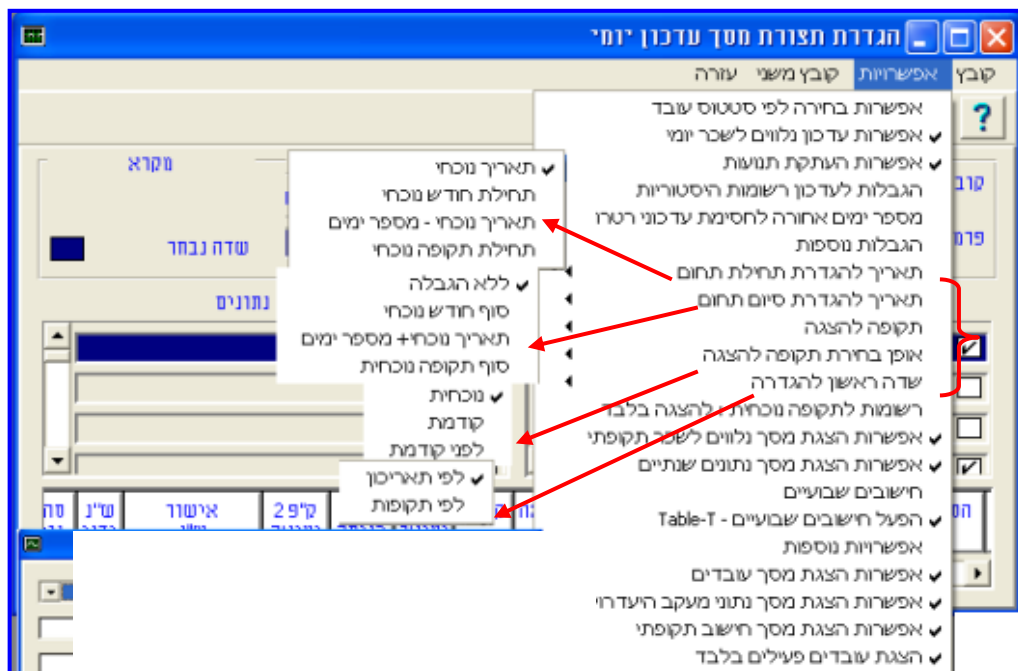 הגדרת תצורת מסך עדכון יומי
קובץ אפשרויות קובץ משני עזרה
אפשרות בחירה לפי סטטוס עובד
אפשרות עדכון נלווים לשכר יומי
אפשרות העתקת תנועות
הגבלות לעדכון רשומות היסטוריות
מספר ימים אחורה לחסימת עדכוני רטרו
הגבלות נוספות
תאריך להגדרת תחילת תחום
תאריך להגדרת סיום תחום
תקופה להצגה
אופן בחירת תקופה להצגה
שדה ראשון להגדרה
רשומות לתקופה נוכחית : להצגה בלבד
אפשרות הצגת מסך נלווים לשכר תקופתי
אפשרות הצגת מסך נתונים שנתיים
חישובים שבועיים
הפעל חישובים שבועיים - Table-T
אפשרויות נוספות
אפשרות הצגת מסך עובדים
אפשרות הצגת מסך נתוני מעקב היעדרוי
אפשרות הצגת מסך חישוב תקופתי
הצגת עובדים פעילים בלבד
תאריך נוכחי
תחילת חודש נוכחי
תאריך נוכחי - מספר ימים
תחילת תקופה נוכחי
ללא הגבלה
סוף חודש נוכחי
תאריך נוכחי+ מספר ימים
סוף תקופה נוכחית
נוכחית
קודמת
לפני קודמת
לפי תאריכון
לפי תקופות
מקרא
שדה נבחר
נתונים
קוב
פרמ
הס
ק"פ 2
אישור
ש"נ
סה